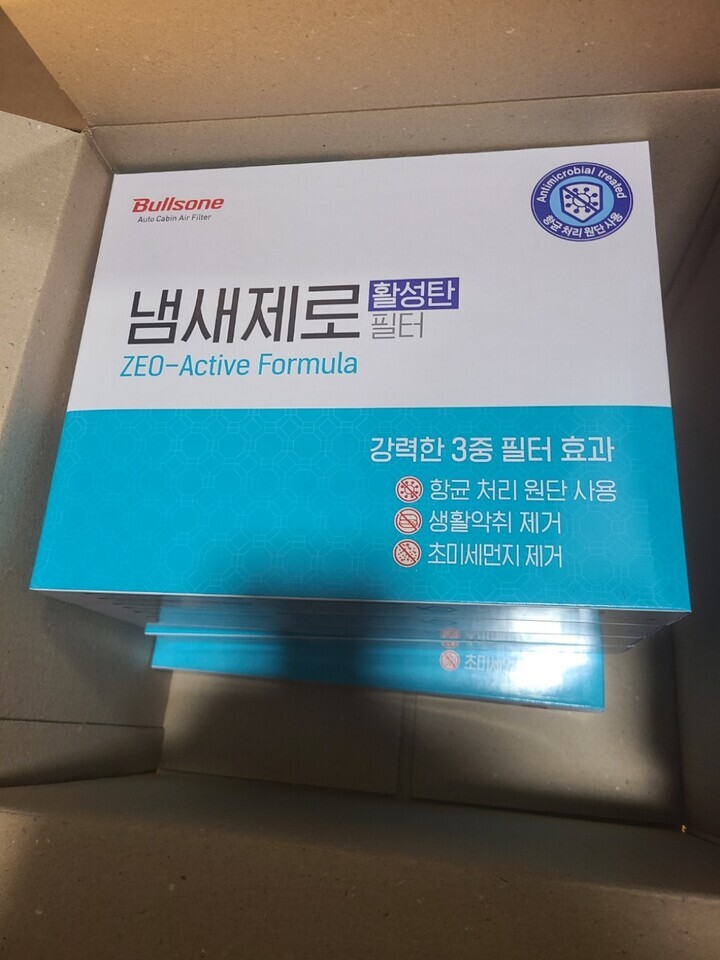 Bullsone
Auto Cabin Air Filter
Antimicrobial treated
항균 처리 원단 사용
냄새제로 활성탄
필터
ZEO-Active Formula
강력한 3중 필터 효과
항균 처리 원단 사용
생활악취 제거
초미세먼지 제거
초미세